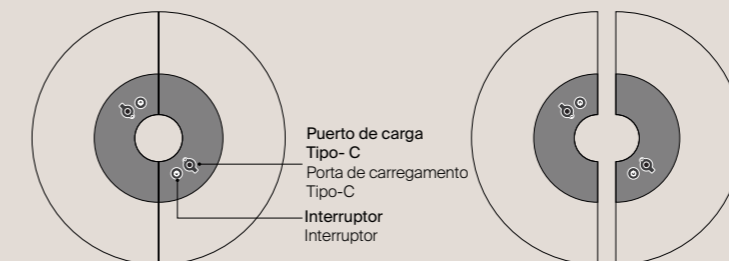 Puerto de carga
Tipo- C
Porta de carregamento
Tipo-C
Interruptor
Interruptor